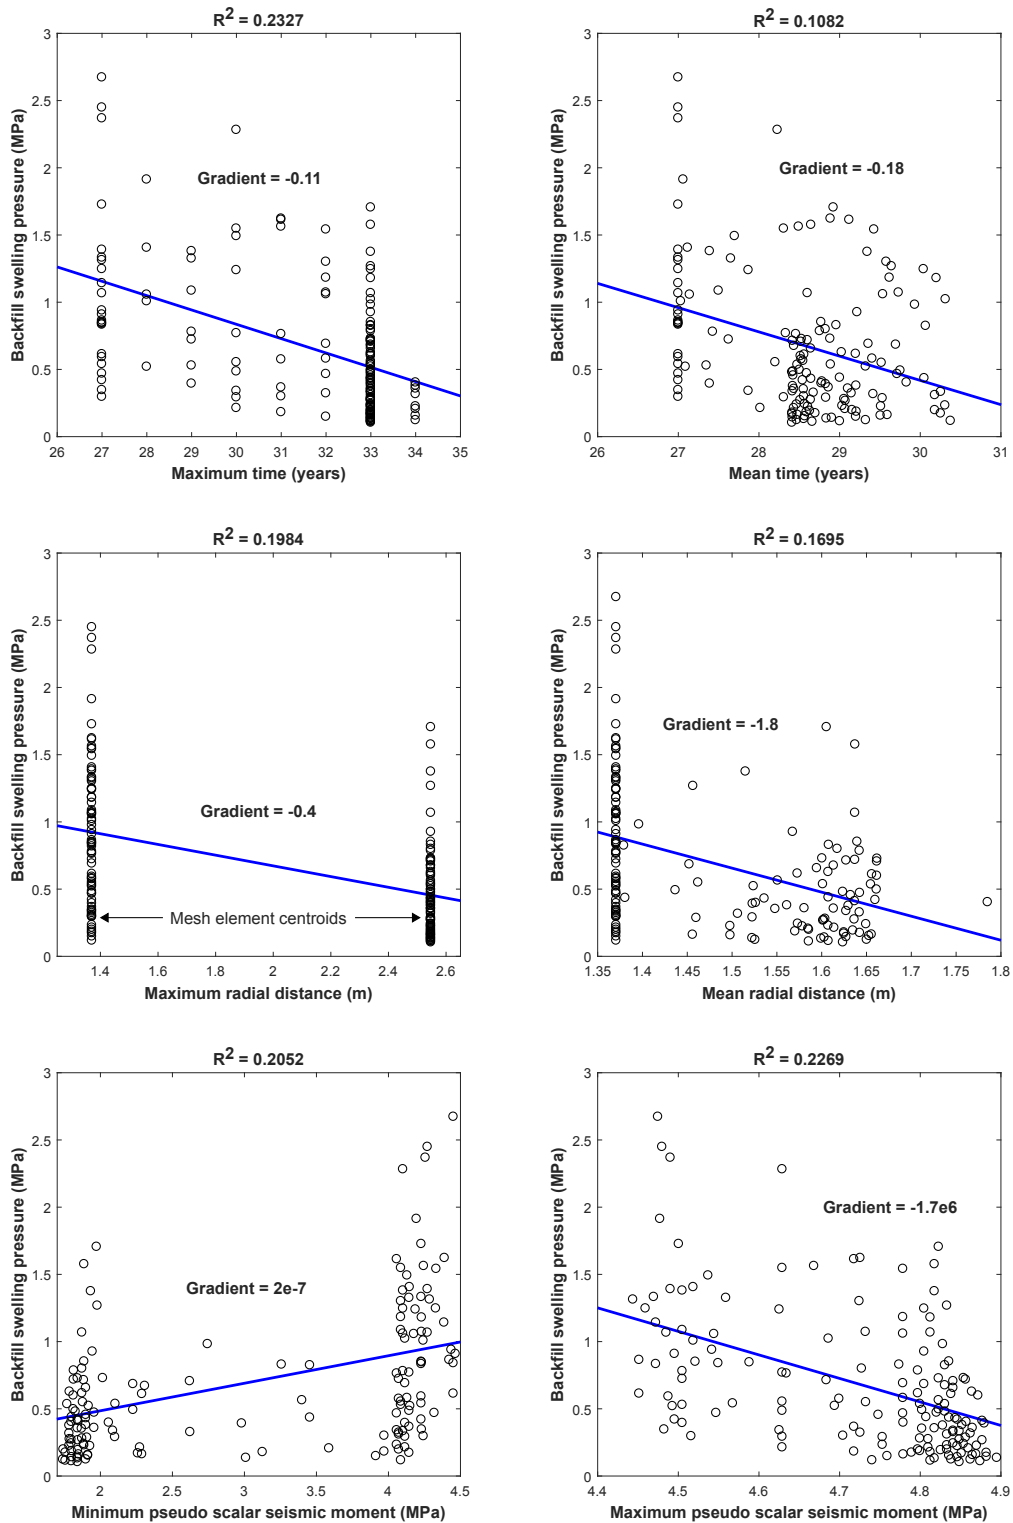 R2 = 0.2327
3
2.5
2
1.5
1
0.5
0
Backfill swelling pressure (MPa)
Gradient = -0.11
26 27 28 29 30 31 32 33 34 35
Maximum time (years)
R2 = 0.1082
3
2.5
2
1.5
1
0.5
0
Backfill swelling pressure (MPa)
Gradient = -0.18
26 27 28 29 30 31
Mean time (years)
R2 = 0.1984
3
2.5
2
1.5
1
0.5
0
Backfill swelling pressure (MPa)
Gradient = -0.4
Mesh element centroids
1.4 1.6 1.8 2 2.2 2.4 2.6
Maximum radial distance (m)
R2 = 0.1695
3
2.5
2
1.5
1
0.5
0
Backfill swelling pressure (MPa)
Gradient = -1.8
1.35 1.4 1.45 1.5 1.55 1.6 1.65 1.7 1.75 1.8
Mean radial distance (m)
R2 = 0.2052
3
2.5
2
1.5
1
0.5
0
Backfill swelling pressure (MPa)
Gradient = 2e-7
2 2.5 3 3.5 4 4.5
Minimum pseudo scalar seismic moment (MPa)
R2 = 0.2269
3
2.5
2
1.5
1
0.5
0
Backfill swelling pressure (MPa)
Gradient = -1.7e6
4.4 4.5 4.6 4.7 4.8 4.9
Maximum pseudo scalar seismic moment (MPa)